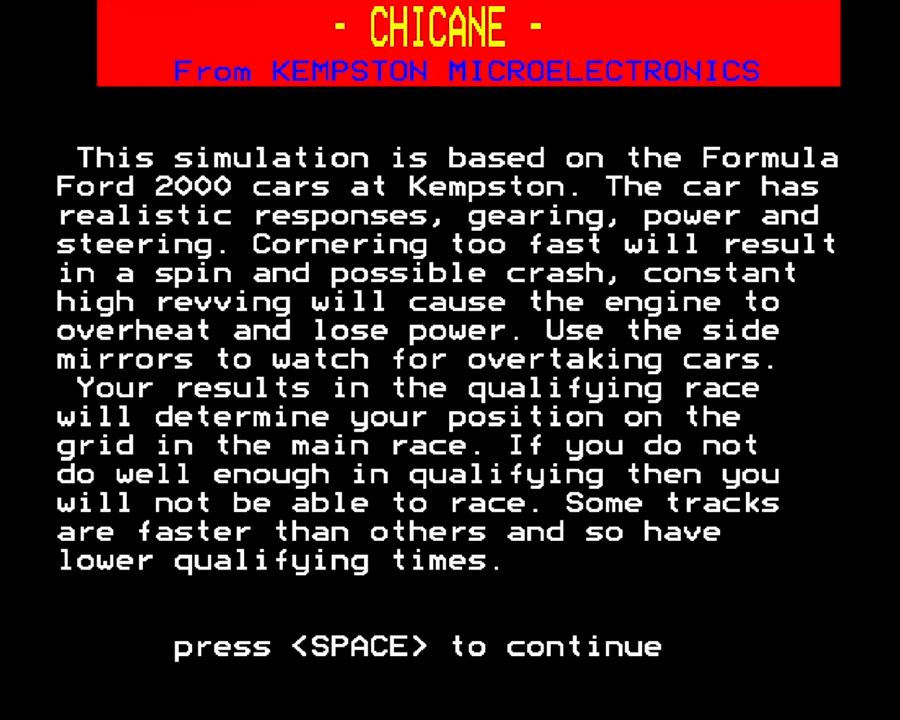 - CHICANE -
From KEMPSTON MICROELECTRONICS
This simulation is based on the Formula
Ford 2000 cars at Kempston. The car has
realistic responses, gearing, power and
steering. Cornering too fast will result
in a spin and possible crash, constant
high revving will cause the engine to
overheat and lose power. Use the side
mirrors to watch for overtaking cars.
Your results in the qualifying race
will determine your position on the
grid in the main race. If you do not
do well enough in qualifying then you
will not be able to race. Some tracks
are faster than others and so have
lower qualifying times.
press <SPACE> to continue